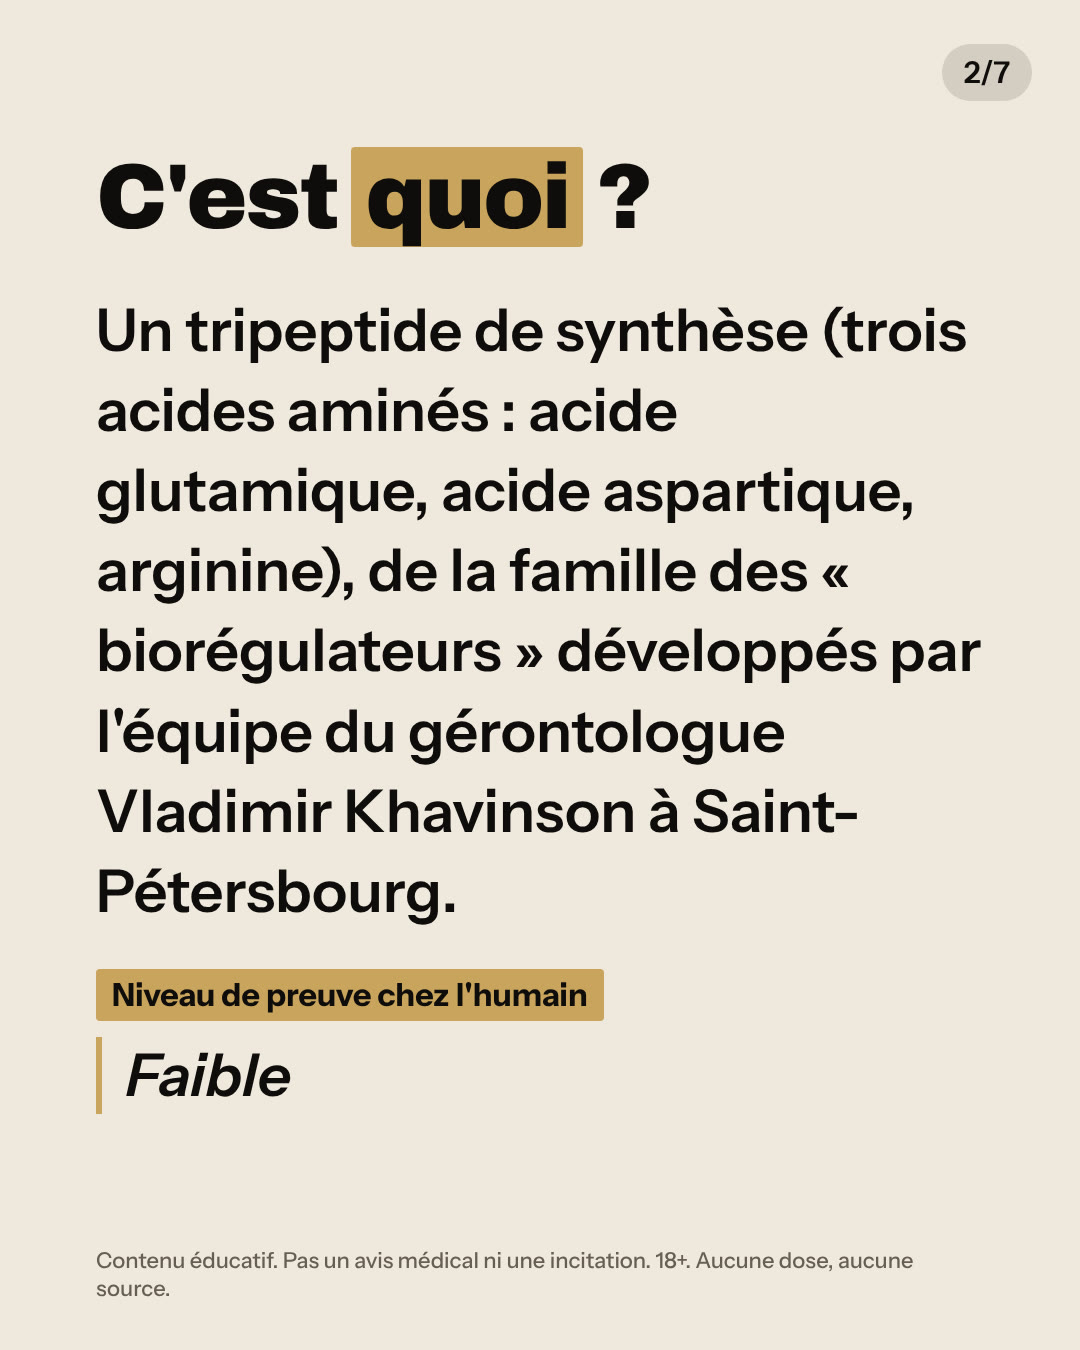 2/7
C'est quoi ?
Un tripeptide de synthèse (trois
acides aminés : acide
glutamique, acide aspartique,
arginine), de la famille des «
biorégulateurs » développés par
l'équipe du gérontologue
Vladimir Khavinson à Saint-
Pétersbourg.
Niveau de preuve chez l'humain
Faible
Contenu éducatif. Pas un avis médical ni une incitation. 18+. Aucune dose, aucune
source.